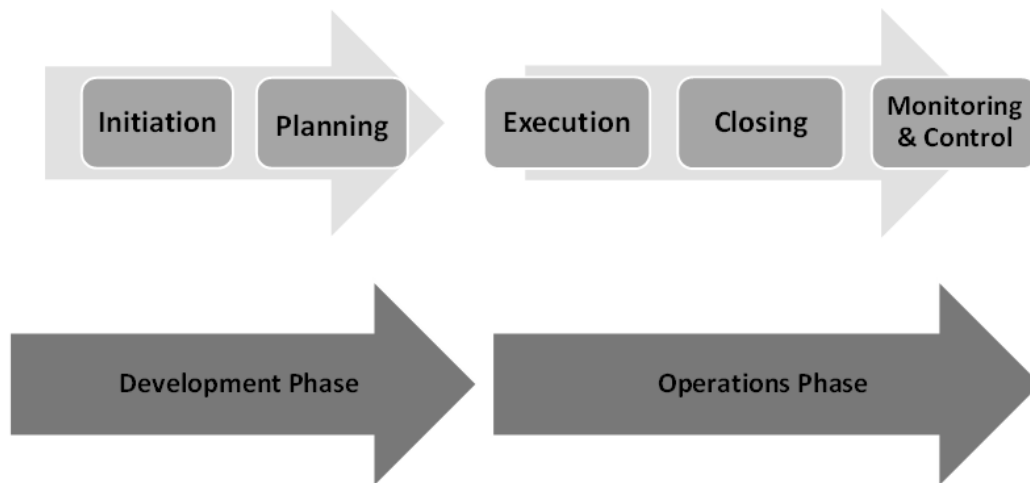 Initiation
Planning
Execution
Closing
Monitoring
& Control
Development Phase
Operations Phase